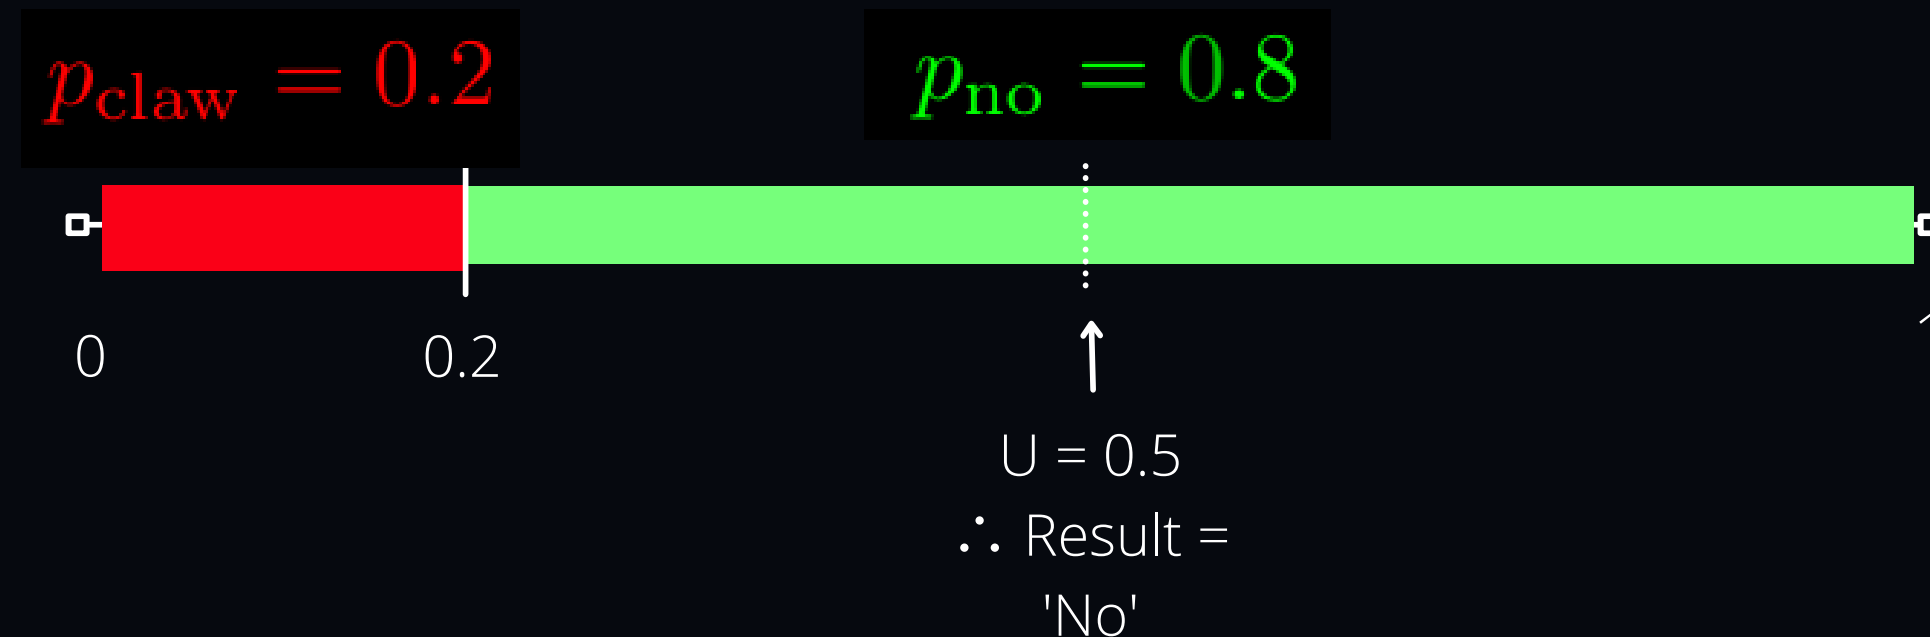 p_claw = 0.2
p_no = 0.8
0
0.2
U = 0.5
∴ Result =
'No'